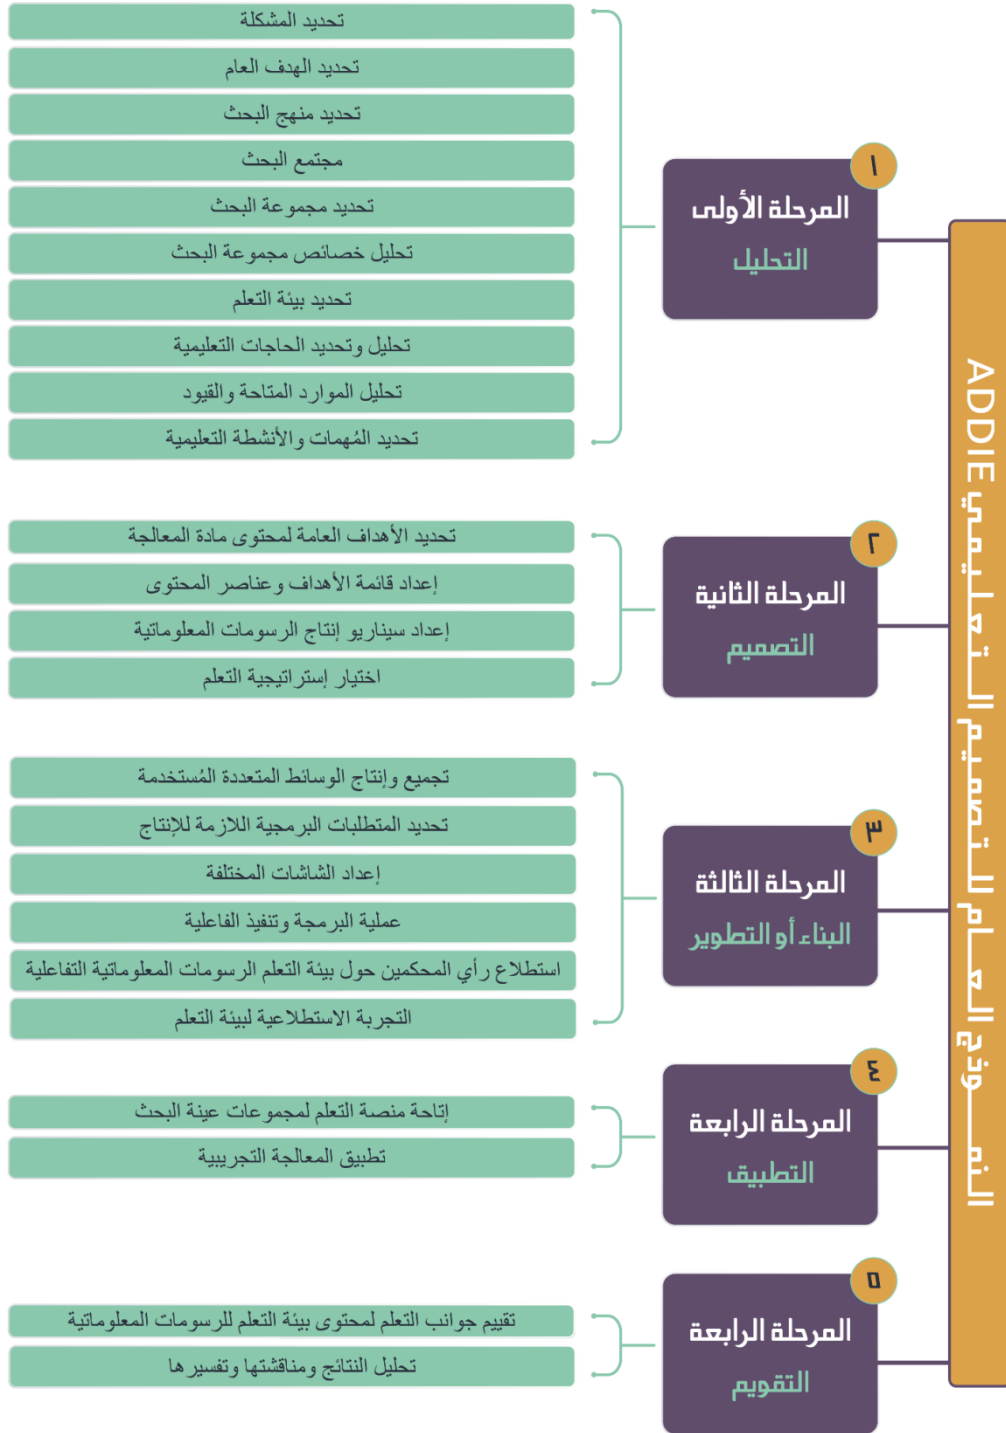 النمـــوذج العـــام للـتصميـم الـتعلـيـمـي ADDIE
١
المرحلة الأولى
التحليل
تحديد المشكلة
تحديد الهدف العام
تحديد منهج البحث
مجتمع البحث
تحديد مجموعة البحث
تحليل خصائص مجموعة البحث
تحديد بيئة التعلم
تحليل وتحديد الحاجات التعليمية
تحليل الموارد المتاحة والقيود
تحديد المُهمات والأنشطة التعليمية
٢
المرحلة الثانية
التصميم
تحديد الأهداف العامة لمحتوى مادة المعالجة
إعداد قائمة الأهداف وعناصر المحتوى
إعداد سيناريو إنتاج الرسومات المعلوماتية
اختيار إستراتيجية التعلم
٣
المرحلة الثالثة
البناء أو التطوير
تجميع وإنتاج الوسائط المتعددة المُستخدمة
تحديد المتطلبات البرمجية اللازمة للإنتاج
إعداد الشاشات المختلفة
عملية البرمجة وتنفيذ الفاعلية
استطلاع رأي المحكمين حول بيئة التعلم الرسومات المعلوماتية التفاعلية
التجربة الاستطلاعية لبيئة التعلم
٤
المرحلة الرابعة
التطبيق
إتاحة منصة التعلم لمجموعات عينة البحث
تطبيق المعالجة التجريبية
٥
المرحلة الرابعة
التقويم
تقييم جوانب التعلم لمحتوى بيئة التعلم للرسومات المعلوماتية
تحليل النتائج ومناقشتها وتفسيرها